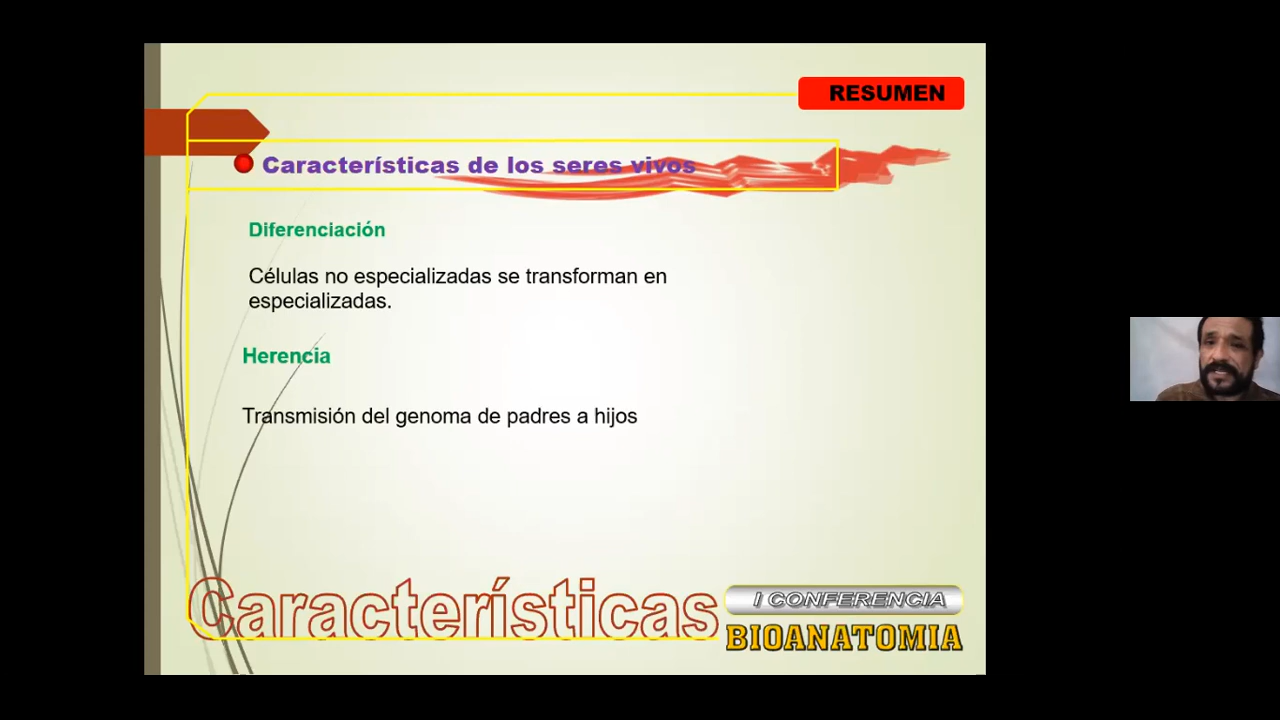 RESUMEN
Características de los seres vivos
Diferenciación
Células no especializadas se transforman en
especializadas.
Herencia
Transmisión del genoma de padres a hijos
Características
I CONFERENCIA
BIOANATOMIA